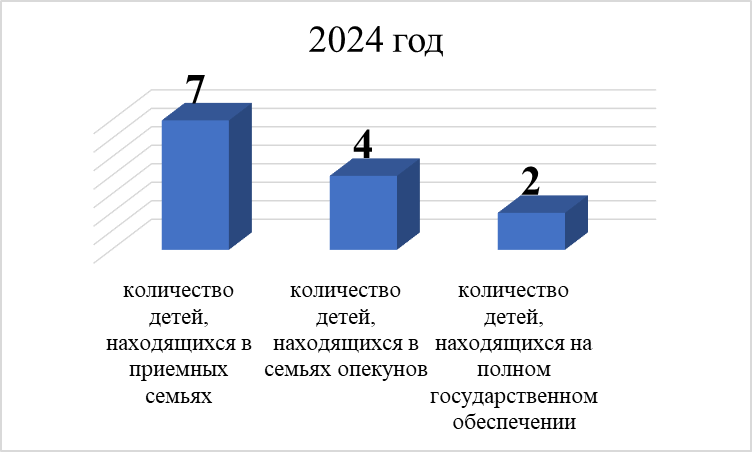 2024 год
7
4
2
количество
детей,
находящихся в
приемных
семьях
количество
детей,
находящихся в
семьях опекунов
количество
детей,
находящихся на
полном
государственном
обеспечении